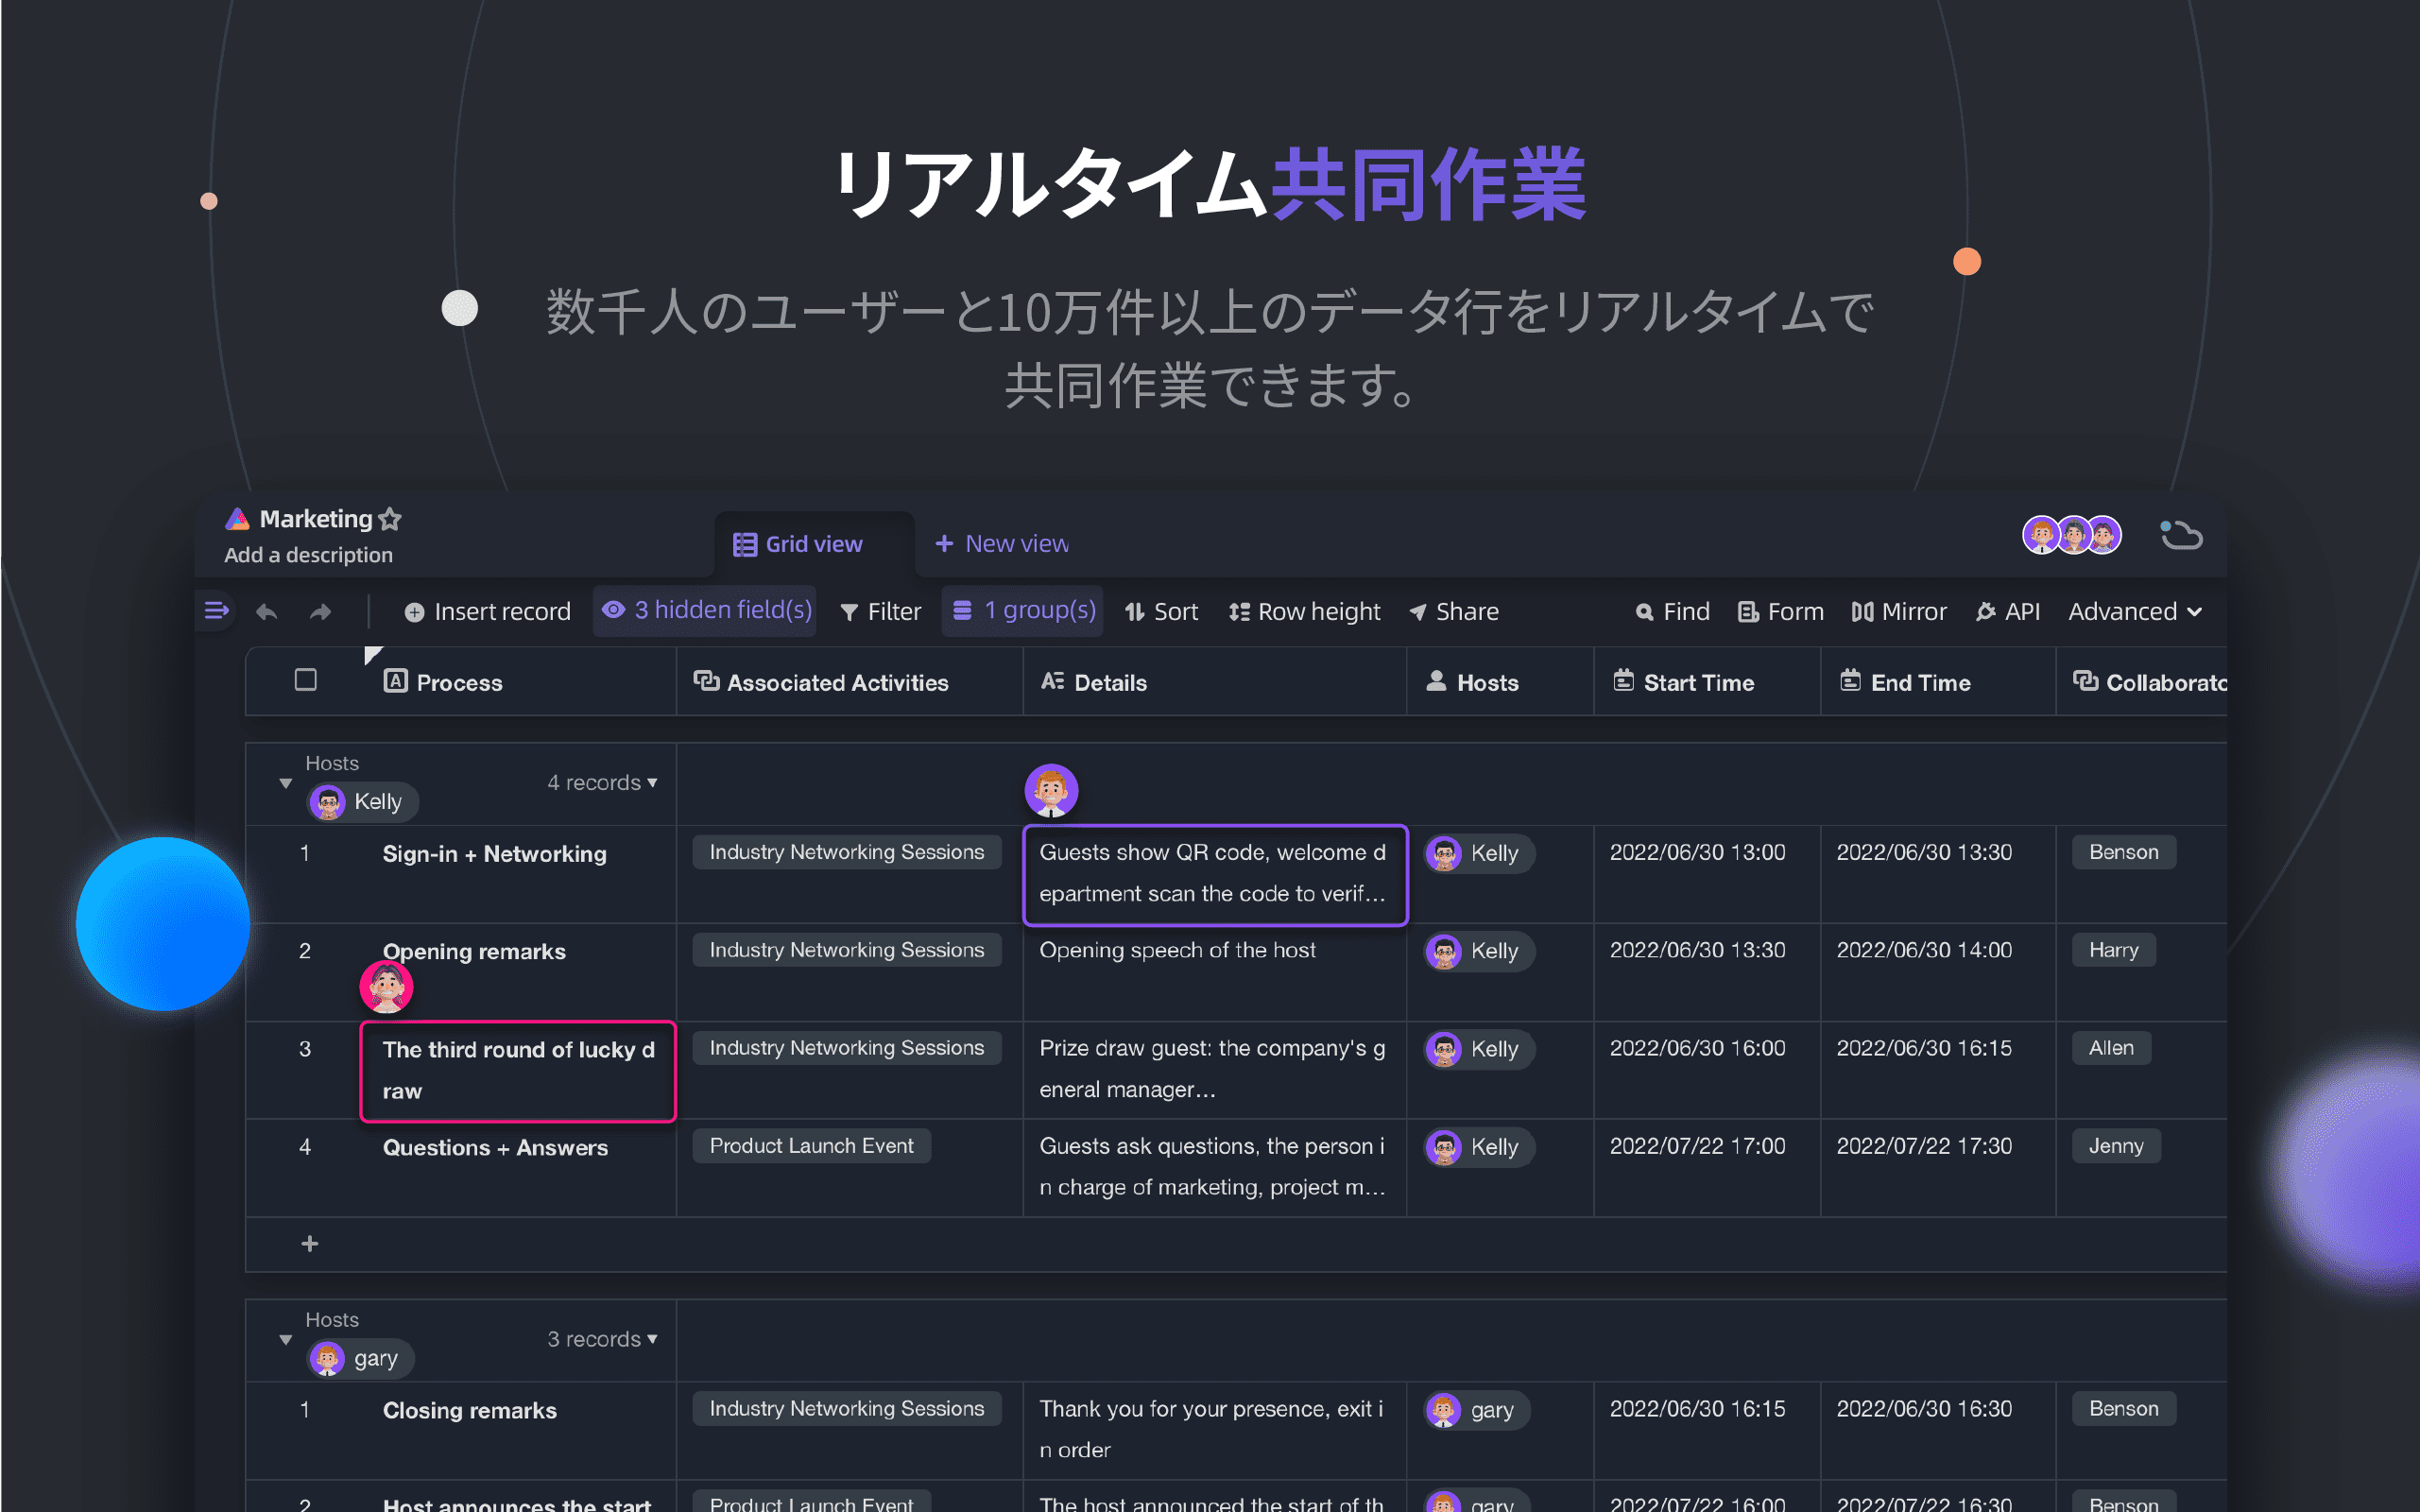 リアルタイム共同作業
数千人のユーザーと10万件以上のデータ行をリアルタイムで
共同作業できます。
Marketing
Add a description
Grid view
New view
Insert record
3 hidden field(s)
Filter
1 group(s)
Sort
Row height
Share
Find
Form
Mirror
API
Advanced
Process
Associated Activities
Details
Hosts
Start Time
End Time
Collaborato
Hosts
Kelly
4 records
1
Sign-in + Networking
Industry Networking Sessions
Guests show QR code, welcome d
epartment scan the code to verif...
Kelly
2022/06/30 13:00
2022/06/30 13:30
Benson
2
Opening remarks
Industry Networking Sessions
Opening speech of the host
Kelly
2022/06/30 13:30
2022/06/30 14:00
Harry
3
The third round of lucky d
raw
Industry Networking Sessions
Prize draw guest: the company's g
eneral manager...
Kelly
2022/06/30 16:00
2022/06/30 16:15
Allen
4
Questions + Answers
Product Launch Event
Guests ask questions, the person i
n charge of marketing, project m...
Kelly
2022/07/22 17:00
2022/07/22 17:30
Jenny
Hosts
gary
3 records
1
Closing remarks
Industry Networking Sessions
Thank you for your presence, exit i
n order
gary
2022/06/30 16:15
2022/06/30 16:30
Benson
2
Host announces the start
Product Launch Event
The host announced the start of th
gary
2022/07/22 16:00
2022/07/22 16:30
Benson